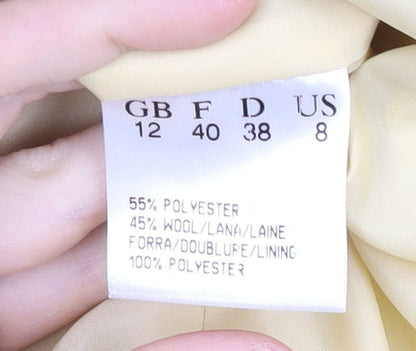 GB F D US
12 40 38 8
55% POLYESTER
45% WOOL/LANA/LAINE
FORRA/DOUBLURE/LINING
100% POLYESTER